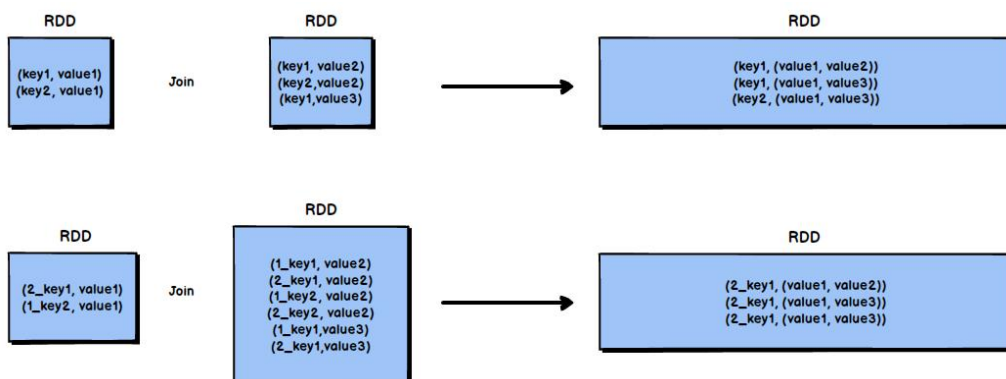 RDD
(key1, value1)
(key2, value1)
Join
RDD
(key1, value2)
(key2,value2)
(key1,value3)
RDD
(key1, (value1, value2))
(key1, (value1, value3))
(key2, (value1, value3))
RDD
(2_key1, value1)
(1_key2, value1)
Join
RDD
(1_key1, value2)
(2_key1, value2)
(1_key2, value2)
(2_key2, value2)
(1_key1,value3)
(2_key1,value3)
RDD
(2_key1, (value1, value2))
(2_key1, (value1, value3))
(2_key1, (value1, value3))